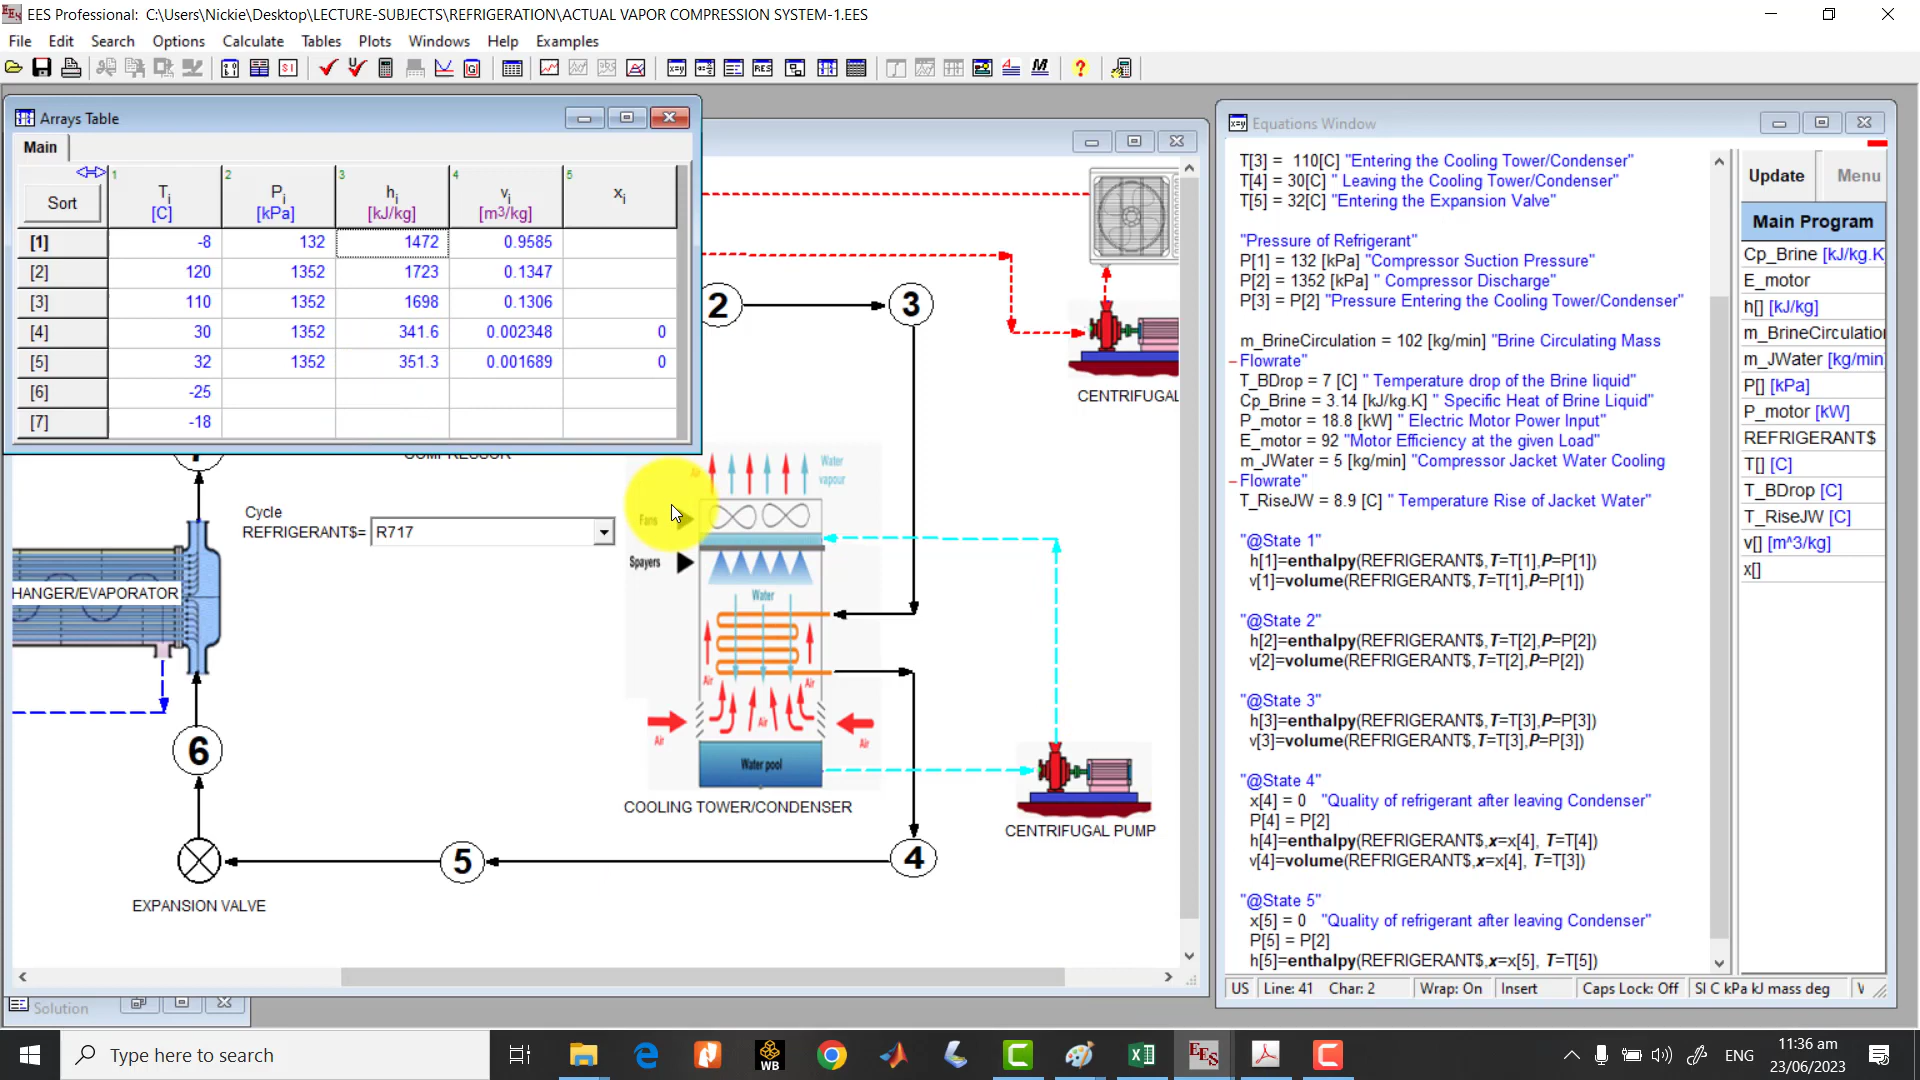 EES Professional: C:\Users\Nickie\Desktop\LECTURE-SUBJECTS\REFRIGERATION\ACTUAL VAPOR COMPRESSION SYSTEM-1.EES
File Edit Search Options Calculate Tables Plots Windows Help Examples
Arrays Table
Main
Sort
1 Ti [C]
2 Pi [kPa]
3 hi [kJ/kg]
4 vi [m3/kg]
5 xi
[1] -8 132 1472 0.9585
[2] 120 1352 1723 0.1347
[3] 110 1352 1698 0.1306
[4] 30 1352 341.6 0.002348 0
[5] 32 1352 351.3 0.001689 0
[6] -25
[7] -18
2
3
CENTRIFUGAL
Cycle
REFRIGERANT$= R717
Water
vapour
Fans
Spayers
Water
HANGER/EVAPORATOR
Air Air
Air Air Air
Water pool
6
COOLING TOWER/CONDENSER
CENTRIFUGAL PUMP
5
4
EXPANSION VALVE
Solution
Equations Window
T[3] = 110[C] "Entering the Cooling Tower/Condenser"
T[4] = 30[C] " Leaving the Cooling Tower/Condenser"
T[5] = 32[C] "Entering the Expansion Valve"
"Pressure of Refrigerant"
P[1] = 132 [kPa] "Compressor Suction Pressure"
P[2] = 1352 [kPa] " Compressor Discharge"
P[3] = P[2] "Pressure Entering the Cooling Tower/Condenser"
m_BrineCirculation = 102 [kg/min] "Brine Circulating Mass
Flowrate"
T_BDrop = 7 [C] " Temperature drop of the Brine liquid"
Cp_Brine = 3.14 [kJ/kg.K] " Specific Heat of Brine Liquid"
P_motor = 18.8 [kW] " Electric Motor Power Input"
E_motor = 92 "Motor Efficiency at the given Load"
m_JWater = 5 [kg/min] "Compressor Jacket Water Cooling
Flowrate"
T_RiseJW = 8.9 [C] " Temperature Rise of Jacket Water"
"@State 1"
h[1]=enthalpy(REFRIGERANT$,T=T[1],P=P[1])
v[1]=volume(REFRIGERANT$,T=T[1],P=P[1])
"@State 2"
h[2]=enthalpy(REFRIGERANT$,T=T[2],P=P[2])
v[2]=volume(REFRIGERANT$,T=T[2],P=P[2])
"@State 3"
h[3]=enthalpy(REFRIGERANT$,T=T[3],P=P[3])
v[3]=volume(REFRIGERANT$,T=T[3],P=P[3])
"@State 4"
x[4] = 0 "Quality of refrigerant after leaving Condenser"
P[4] = P[2]
h[4]=enthalpy(REFRIGERANT$,x=x[4], T=T[4])
v[4]=volume(REFRIGERANT$,x=x[4], T=T[3])
"@State 5"
x[5] = 0 "Quality of refrigerant after leaving Condenser"
P[5] = P[2]
h[5]=enthalpy(REFRIGERANT$,x=x[5], T=T[5])
US Line: 41 Char: 2 Wrap: On Insert Caps Lock: Off SI C kPa kJ mass deg
Update Menu
Main Program
Cp_Brine [kJ/kg.K
E_motor
h[] [kJ/kg]
m_BrineCirculatio
m_JWater [kg/min]
P[] [kPa]
P_motor [kW]
REFRIGERANT$
T[] [C]
T_BDrop [C]
T_RiseJW [C]
v[] [m^3/kg]
x[]
Type here to search
WB
ENG
11:36 am
23/06/2023